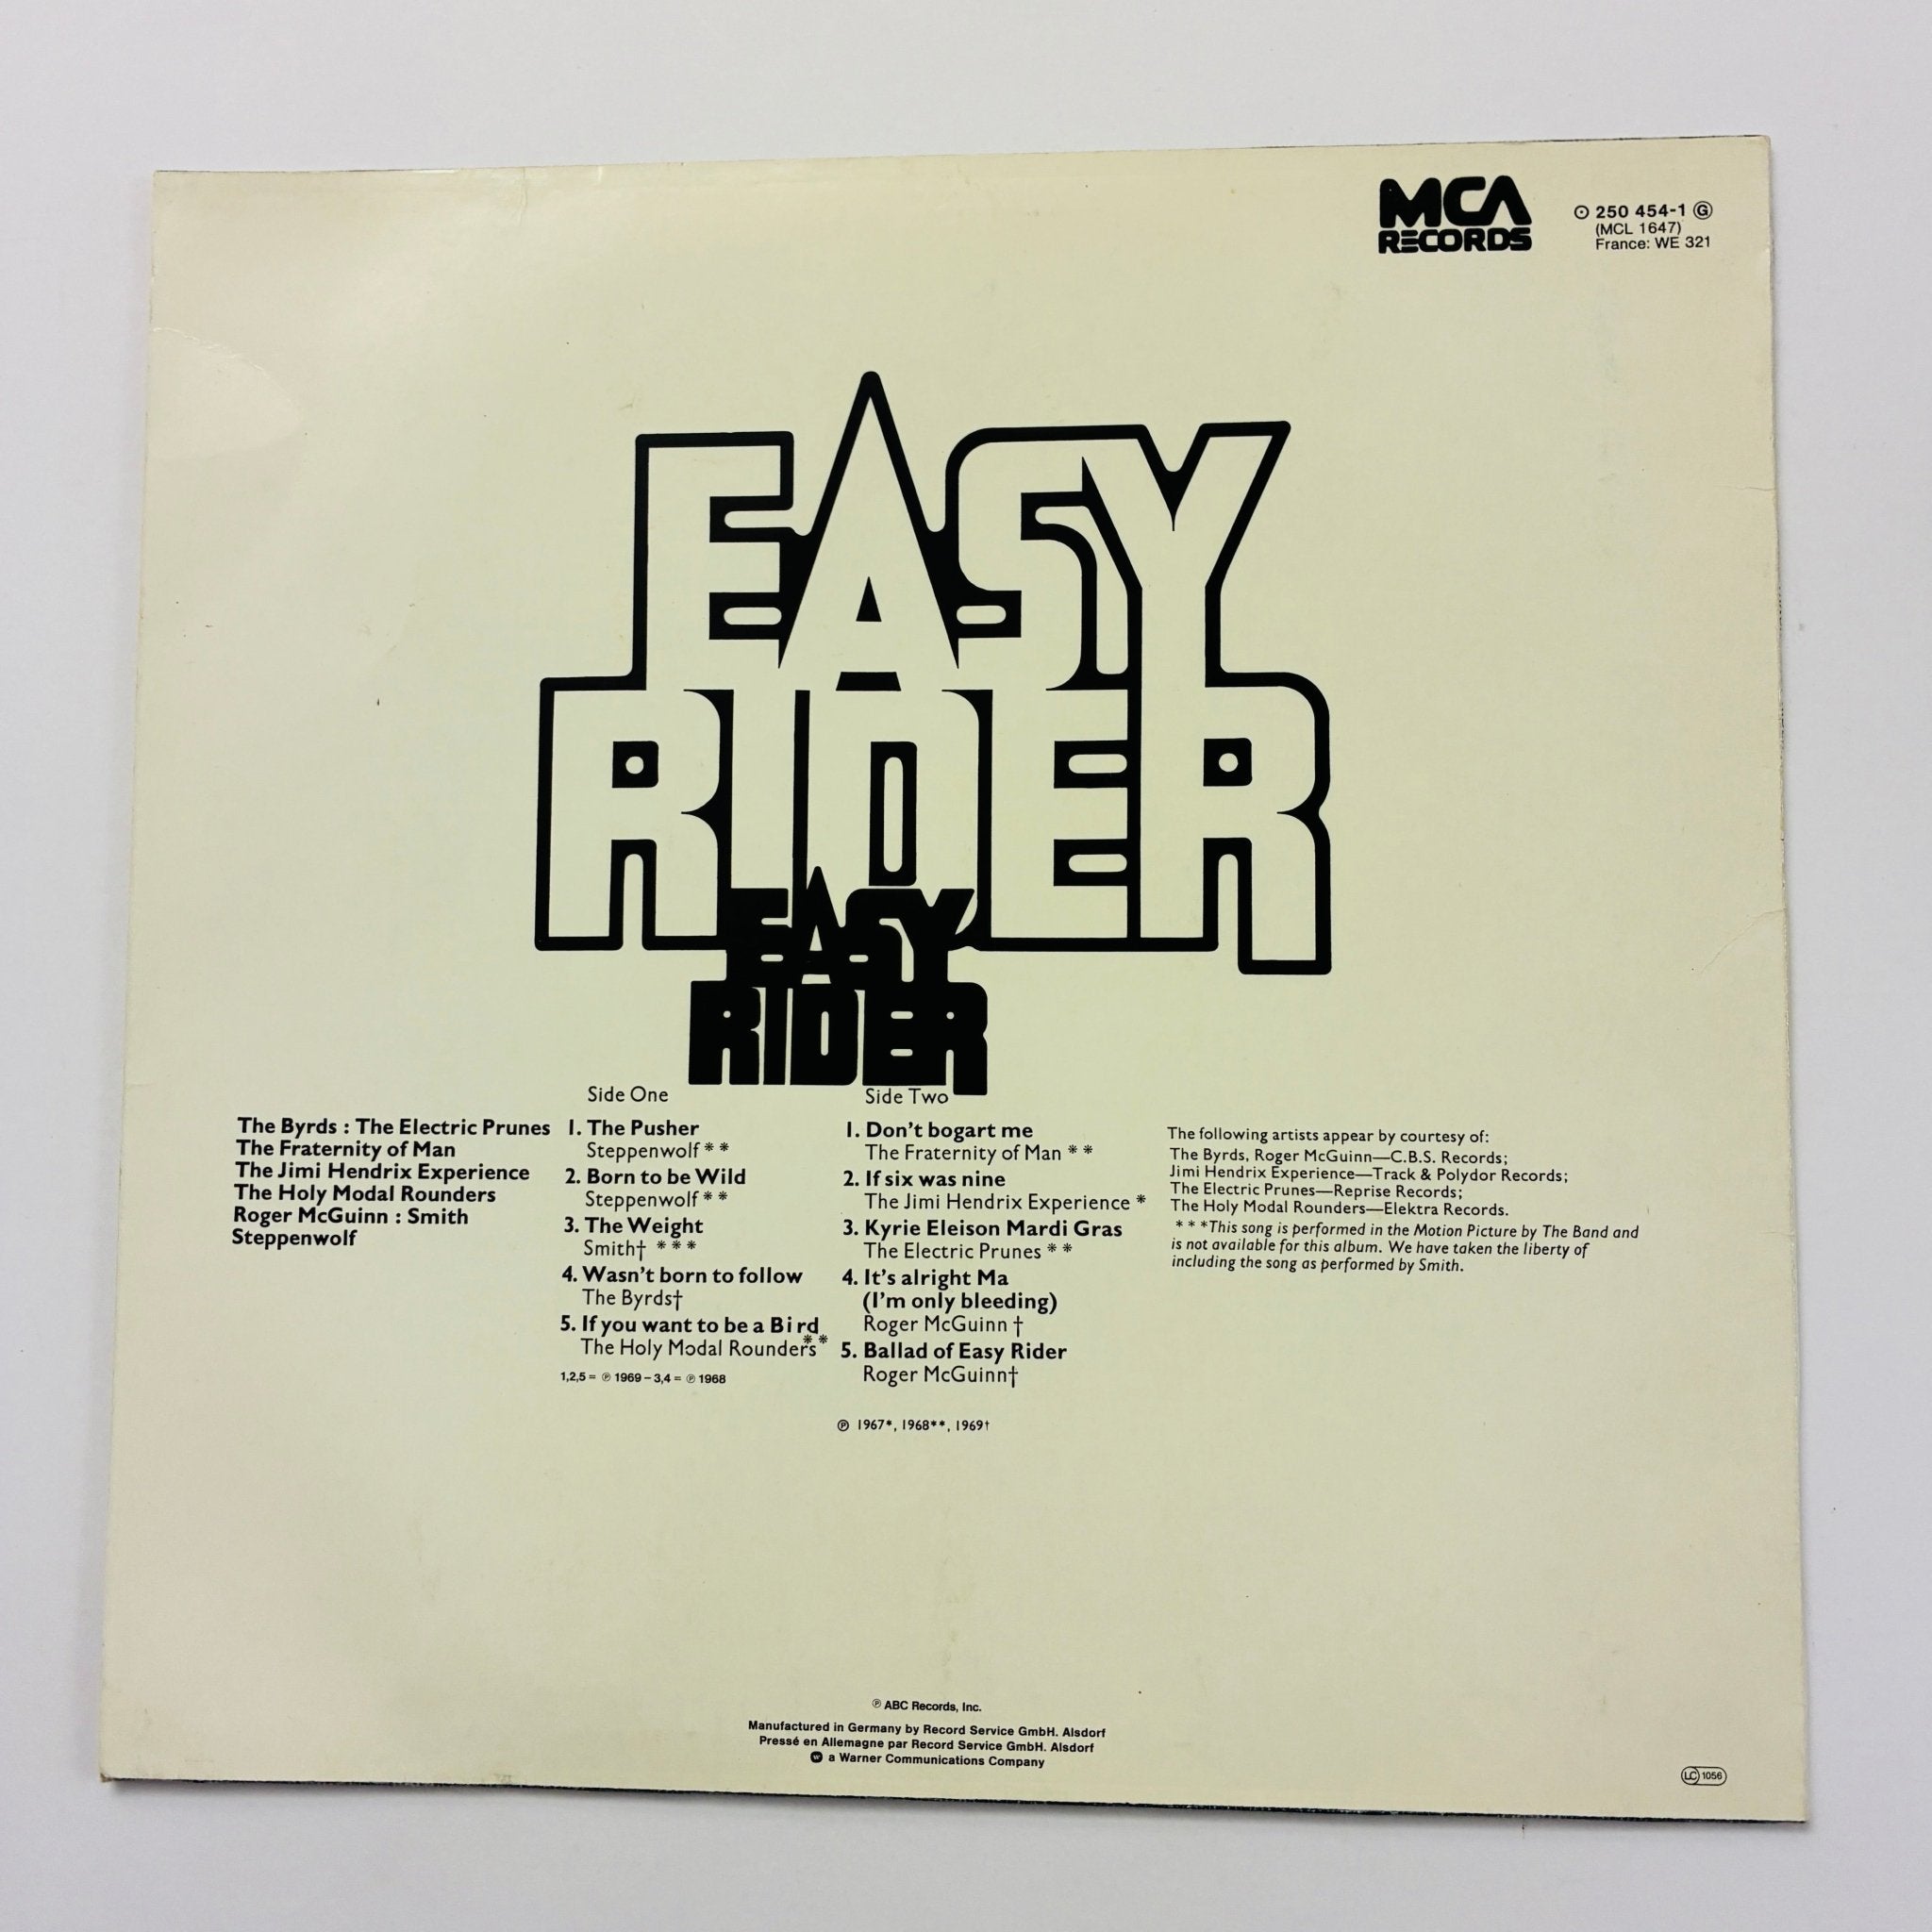 MCA
RECORDS
250 454-1 Ⓖ
(MCL 1647)
France: WE 321
EASY
RIDER
EASY
RIDER
The Byrds : The Electric Prunes
The Fraternity of Man
The Jimi Hendrix Experience
The Holy Modal Rounders
Roger McGuinn : Smith
Steppenwolf
Side One
1. The Pusher
Steppenwolf * *
2. Born to be Wild
Steppenwolf * *
3. The Weight
Smith† * * *
4. Wasn't born to follow
The Byrds†
5. If you want to be a Bird
The Holy Modal Rounders * *
1,2,5 = ℗ 1969 – 3,4 = ℗ 1968
Side Two
1. Don't bogart me
The Fraternity of Man * *
2. If six was nine
The Jimi Hendrix Experience *
3. Kyrie Eleison Mardi Gras
The Electric Prunes * *
4. It's alright Ma
(I'm only bleeding)
Roger McGuinn †
5. Ballad of Easy Rider
Roger McGuinn†
℗ 1967*, 1968**, 1969†
The following artists appear by courtesy of:
The Byrds, Roger McGuinn—C.B.S. Records;
Jimi Hendrix Experience—Track & Polydor Records;
The Electric Prunes—Reprise Records;
The Holy Modal Rounders—Elektra Records.
* * *This song is performed in the Motion Picture by The Band and
is not available for this album. We have taken the liberty of
including the song as performed by Smith.
℗ ABC Records, Inc.
Manufactured in Germany by Record Service GmbH. Alsdorf
Pressé en Allemagne par Record Service GmbH. Alsdorf
a Warner Communications Company
LC 1056